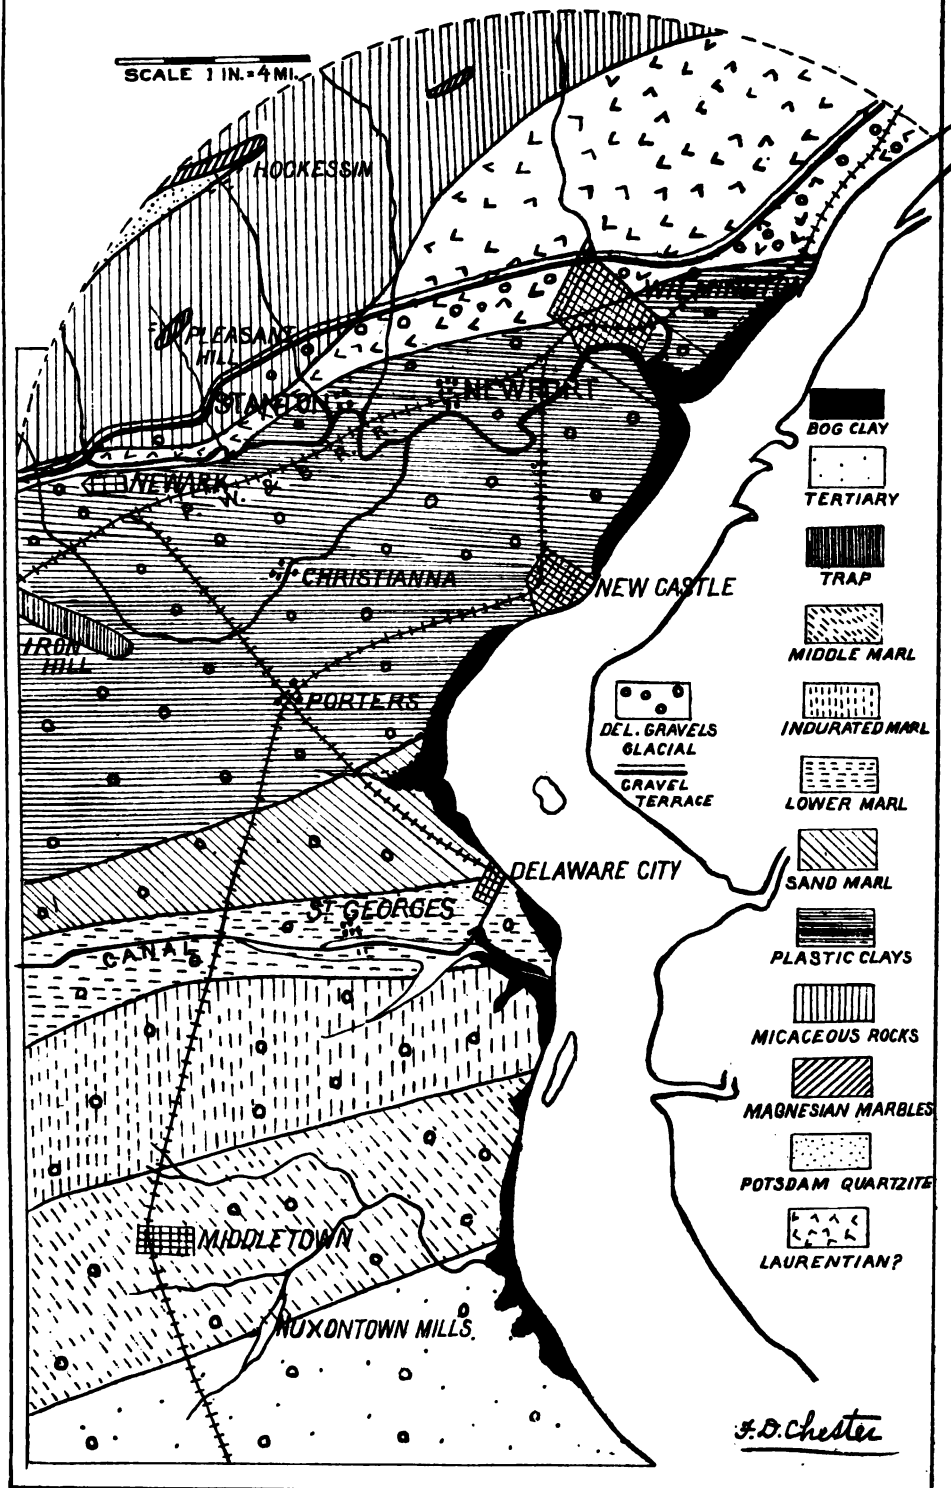 SCALE 1 IN.=4 MI.
HOCKESSIN
WILMINGTON
PLEASANT
HILL
STANTON
NEWPORT
NEWARK
P. W. & B. R. R.
CHRISTIANNA
NEW CASTLE
IRON
HILL
PORTERS
DELAWARE CITY
ST GEORGES
CANAL
MIDDLETOWN
NUXONTOWN MILLS.
DEL. GRAVELS
GLACIAL
GRAVEL
TERRACE
BOG CLAY
TERTIARY
TRAP
MIDDLE MARL
INDURATED MARL
LOWER MARL
SAND MARL
PLASTIC CLAYS
MICACEOUS ROCKS
MAGNESIAN MARBLES
POTSDAM QUARTZITE
LAURENTIAN?
F.D. Chester